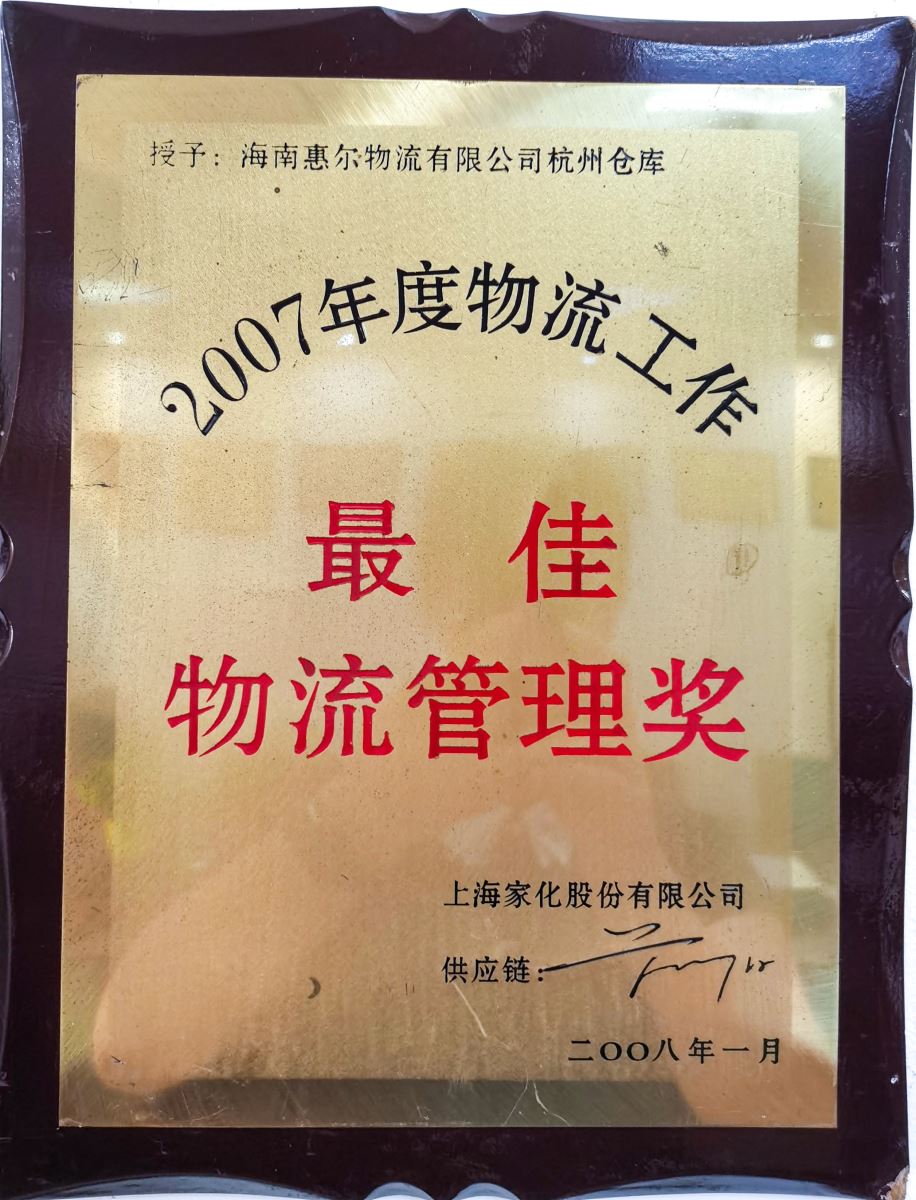 授予：海南惠尔物流有限公司杭州仓库
2007年度物流工作
最佳
物流管理奖
上海家化股份有限公司
供应链：
二〇〇八年一月